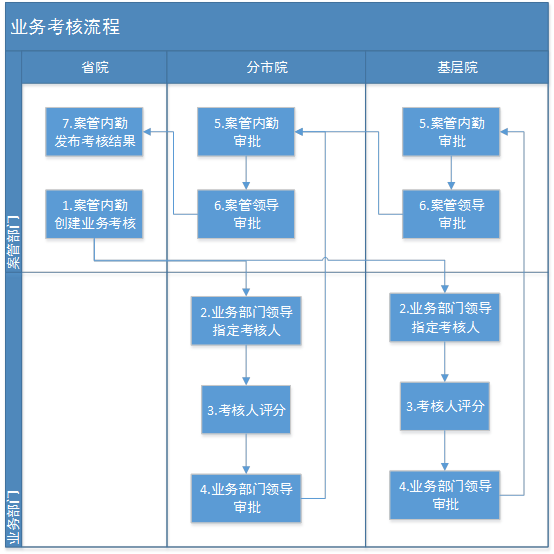 业务考核流程
省院
分市院
基层院
案管部门
7.案管内勤
发布考核结果
5.案管内勤
审批
5.案管内勤
审批
1.案管内勤
创建业务考核
6.案管领导
审批
6.案管领导
审批
业务部门
2.业务部门领导
指定考核人
2.业务部门领导
指定考核人
3.考核人评分
3.考核人评分
4.业务部门领导
审批
4.业务部门领导
审批